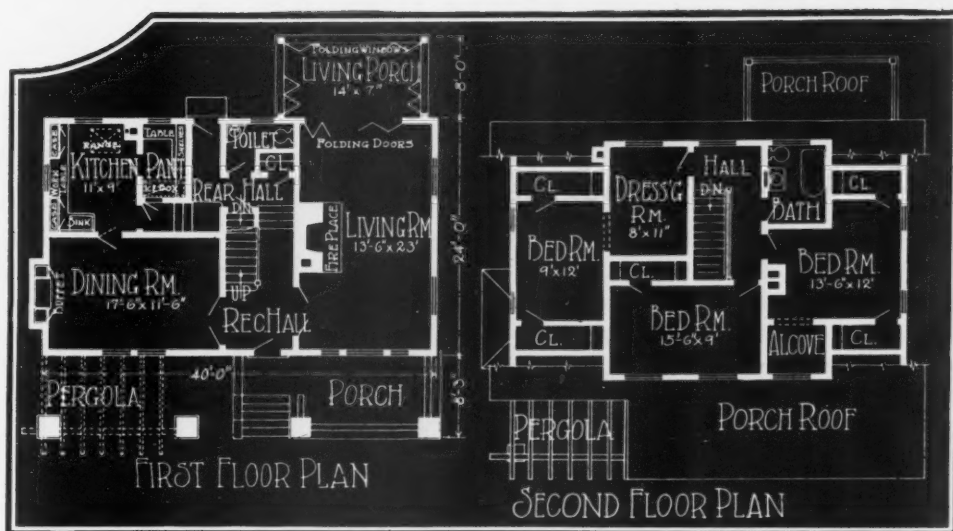 FOLDING WINDOWS
LIVING PORCH
14' x 7"
8'-0"
TABLE
RANGE
KITCHEN
11' x 9'
PANT.
TOILET
CL.
FOLDING DOORS
CASE
WORK TABLE
CASE
SINK
REAR HALL
DN.
FIRE PLACE
LIVING RM.
13'-6" x 23'
24'-0"
DINING RM.
17'-6" x 11'-6"
BUFFET
UP
REC. HALL
40'-0"
PERGOLA
PORCH
8'-3"
FIRST FLOOR PLAN
PORCH ROOF
CL.
DRESS'G
RM.
8' x 11"
HALL
DN.
BATH
CL.
BED RM.
9' x 12'
CL.
BED RM.
13'-6" x 12'
BED RM.
15'-6" x 9'
CL.
ALCOVE
CL.
PERGOLA
PORCH ROOF
SECOND FLOOR PLAN